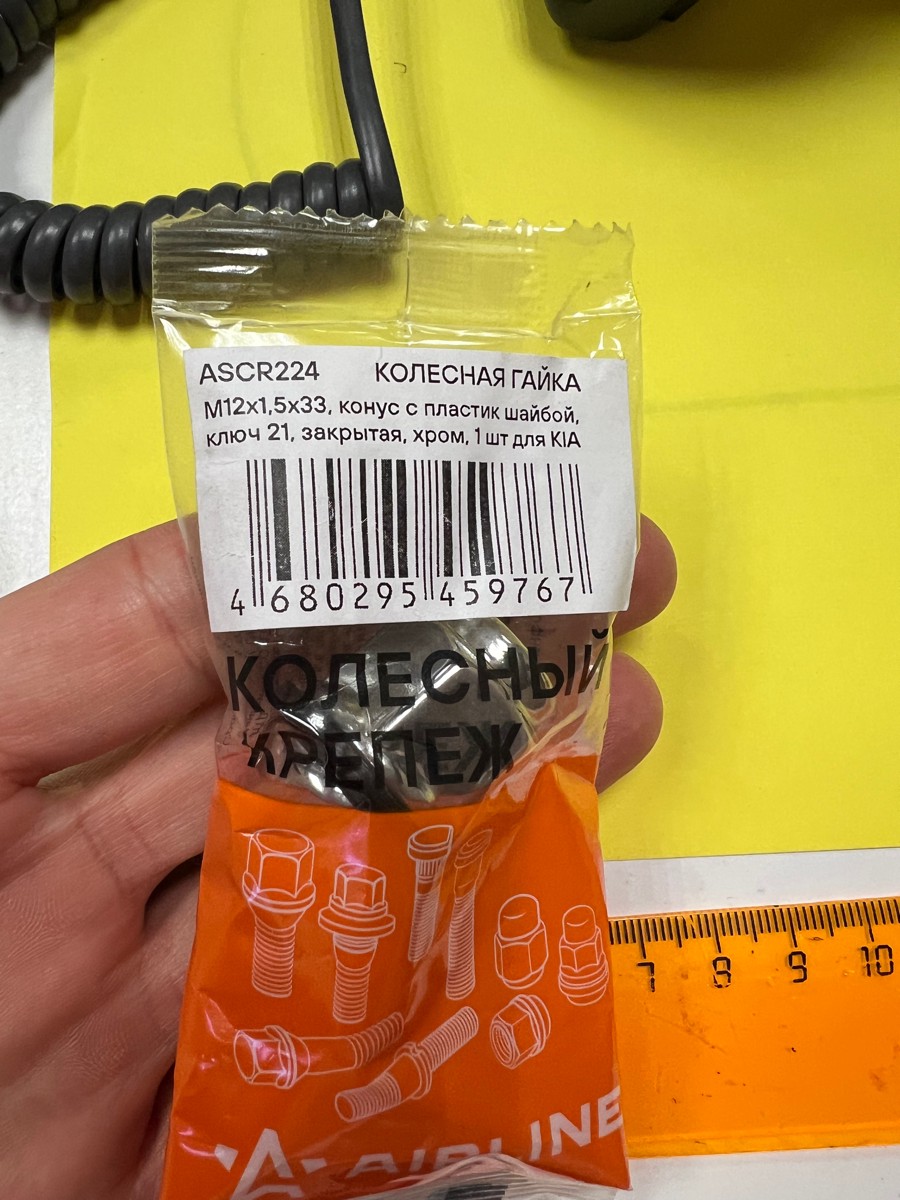 ASCR224 КОЛЕСНАЯ ГАЙКА
М12х1,5х33, конус с пластик шайбой,
ключ 21, закрытая, хром, 1 шт для KIA
4 680295 459767
КОЛЕСНЫЙ
КРЕПЕЖ
7 8 9 10
AIRLINE